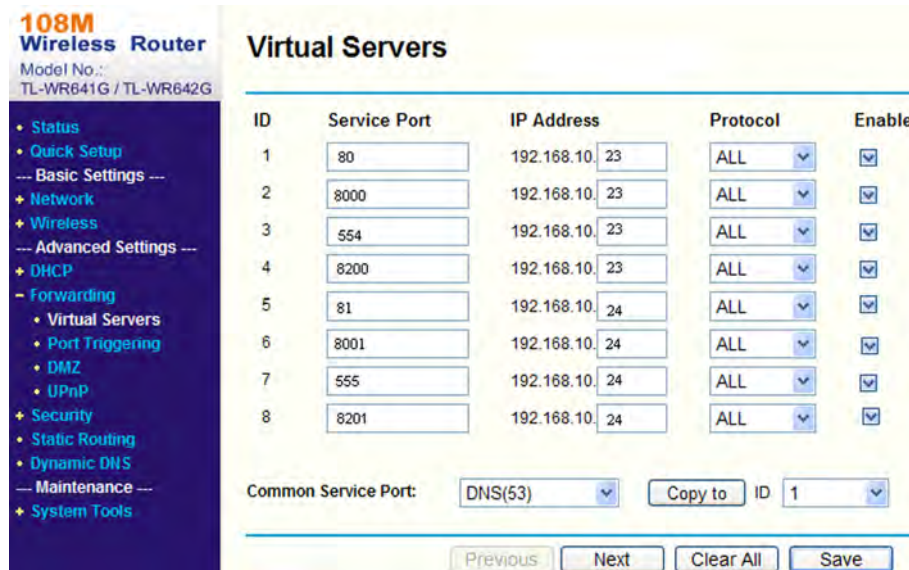 108M
Wireless Router
Model No.:
TL-WR641G / TL-WR642G
• Status
• Quick Setup
--- Basic Settings ---
+ Network
+ Wireless
--- Advanced Settings ---
+ DHCP
− Forwarding
• Virtual Servers
• Port Triggering
• DMZ
• UPnP
+ Security
• Static Routing
• Dynamic DNS
--- Maintenance ---
+ System Tools
Virtual Servers
ID Service Port IP Address Protocol Enable
1 80 192.168.10. 23 ALL
2 8000 192.168.10. 23 ALL
3 554 192.168.10. 23 ALL
4 8200 192.168.10. 23 ALL
5 81 192.168.10. 24 ALL
6 8001 192.168.10. 24 ALL
7 555 192.168.10. 24 ALL
8 8201 192.168.10. 24 ALL
Common Service Port: DNS(53) Copy to ID 1
Previous Next Clear All Save